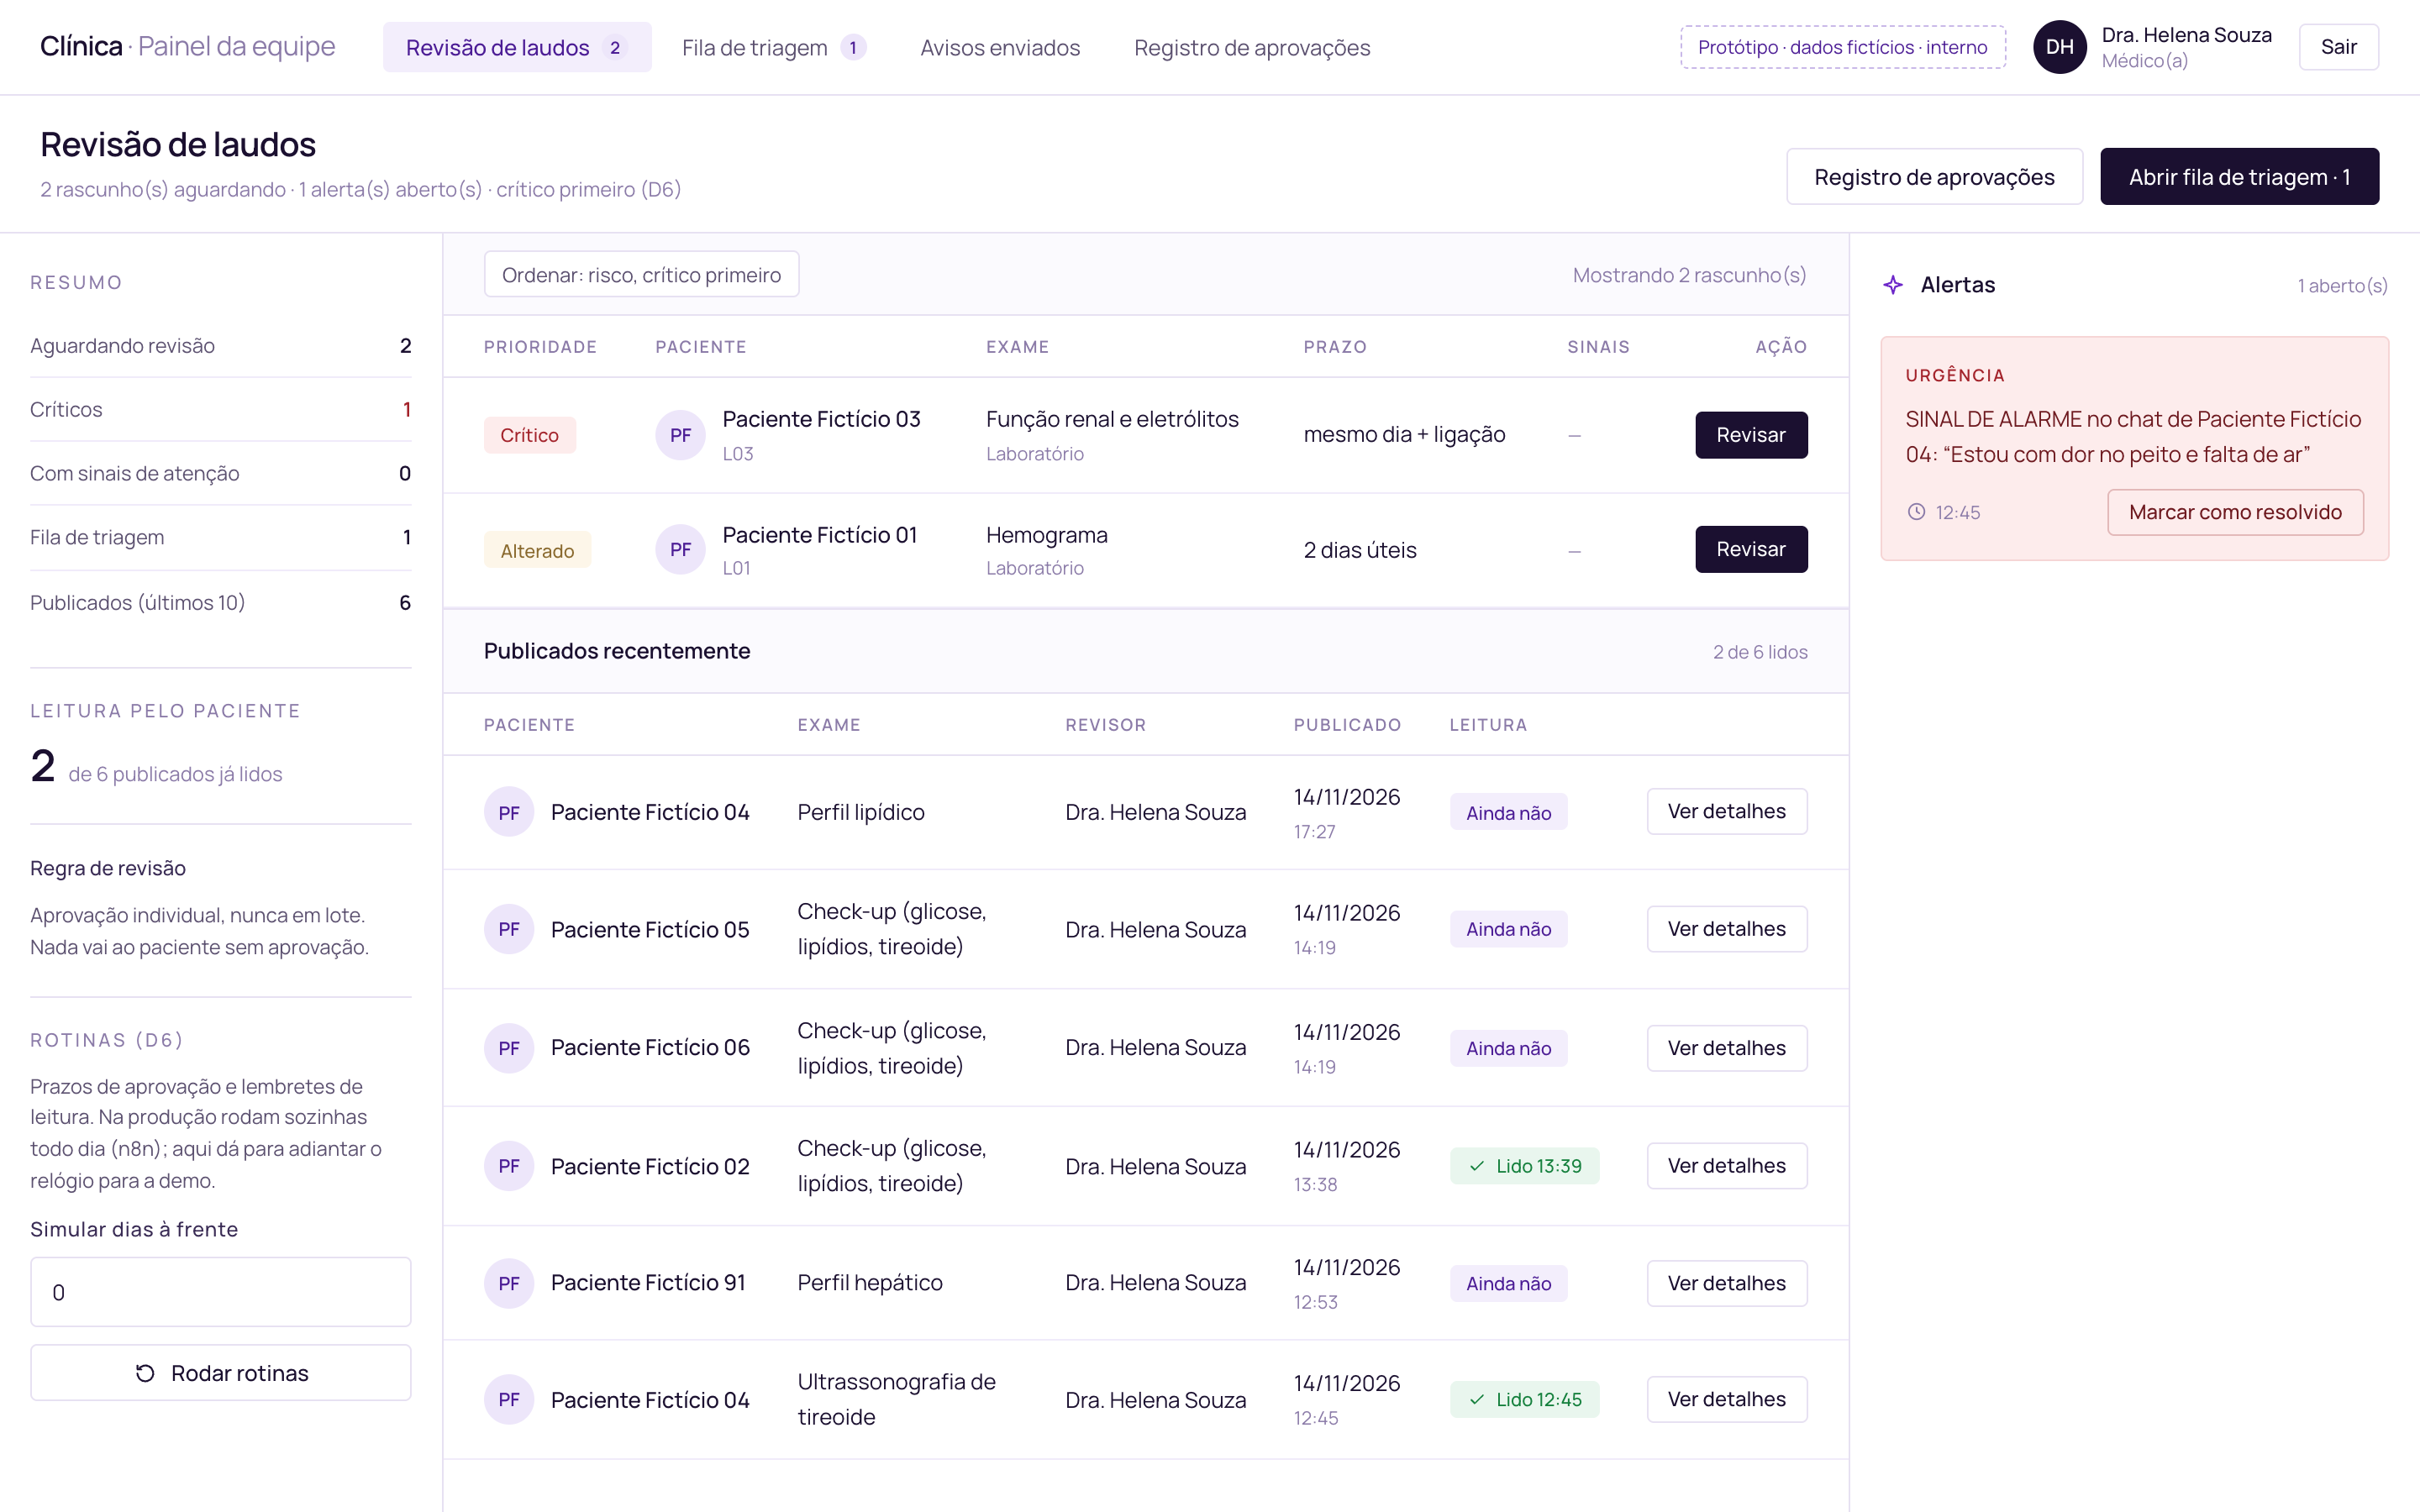 Clínica · Painel da equipe
Revisão de laudos 2
Fila de triagem 1
Avisos enviados
Registro de aprovações
Protótipo · dados fictícios · interno
DH
Dra. Helena Souza
Médico(a)
Sair
Revisão de laudos
2 rascunho(s) aguardando · 1 alerta(s) aberto(s) · crítico primeiro (D6)
Registro de aprovações
Abrir fila de triagem · 1
RESUMO
Aguardando revisão 2
Críticos 1
Com sinais de atenção 0
Fila de triagem 1
Publicados (últimos 10) 6
LEITURA PELO PACIENTE
2 de 6 publicados já lidos
Regra de revisão
Aprovação individual, nunca em lote.
Nada vai ao paciente sem aprovação.
ROTINAS (D6)
Prazos de aprovação e lembretes de
leitura. Na produção rodam sozinhas
todo dia (n8n); aqui dá para adiantar o
relógio para a demo.
Simular dias à frente
0
Rodar rotinas
Ordenar: risco, crítico primeiro
Mostrando 2 rascunho(s)
PRIORIDADE PACIENTE EXAME PRAZO SINAIS AÇÃO
Crítico PF Paciente Fictício 03 Função renal e eletrólitos mesmo dia + ligação – Revisar
L03 Laboratório
Alterado PF Paciente Fictício 01 Hemograma 2 dias úteis – Revisar
L01 Laboratório
Publicados recentemente
2 de 6 lidos
PACIENTE EXAME REVISOR PUBLICADO LEITURA
PF Paciente Fictício 04 Perfil lipídico Dra. Helena Souza 14/11/2026 Ainda não Ver detalhes
17:27
PF Paciente Fictício 05 Check-up (glicose, Dra. Helena Souza 14/11/2026 Ainda não Ver detalhes
lipídios, tireoide) 14:19
PF Paciente Fictício 06 Check-up (glicose, Dra. Helena Souza 14/11/2026 Ainda não Ver detalhes
lipídios, tireoide) 14:19
PF Paciente Fictício 02 Check-up (glicose, Dra. Helena Souza 14/11/2026 Lido 13:39 Ver detalhes
lipídios, tireoide) 13:38
PF Paciente Fictício 91 Perfil hepático Dra. Helena Souza 14/11/2026 Ainda não Ver detalhes
12:53
PF Paciente Fictício 04 Ultrassonografia de Dra. Helena Souza 14/11/2026 Lido 12:45 Ver detalhes
tireoide 12:45
Alertas
1 aberto(s)
URGÊNCIA
SINAL DE ALARME no chat de Paciente Fictício
04: “Estou com dor no peito e falta de ar”
12:45
Marcar como resolvido